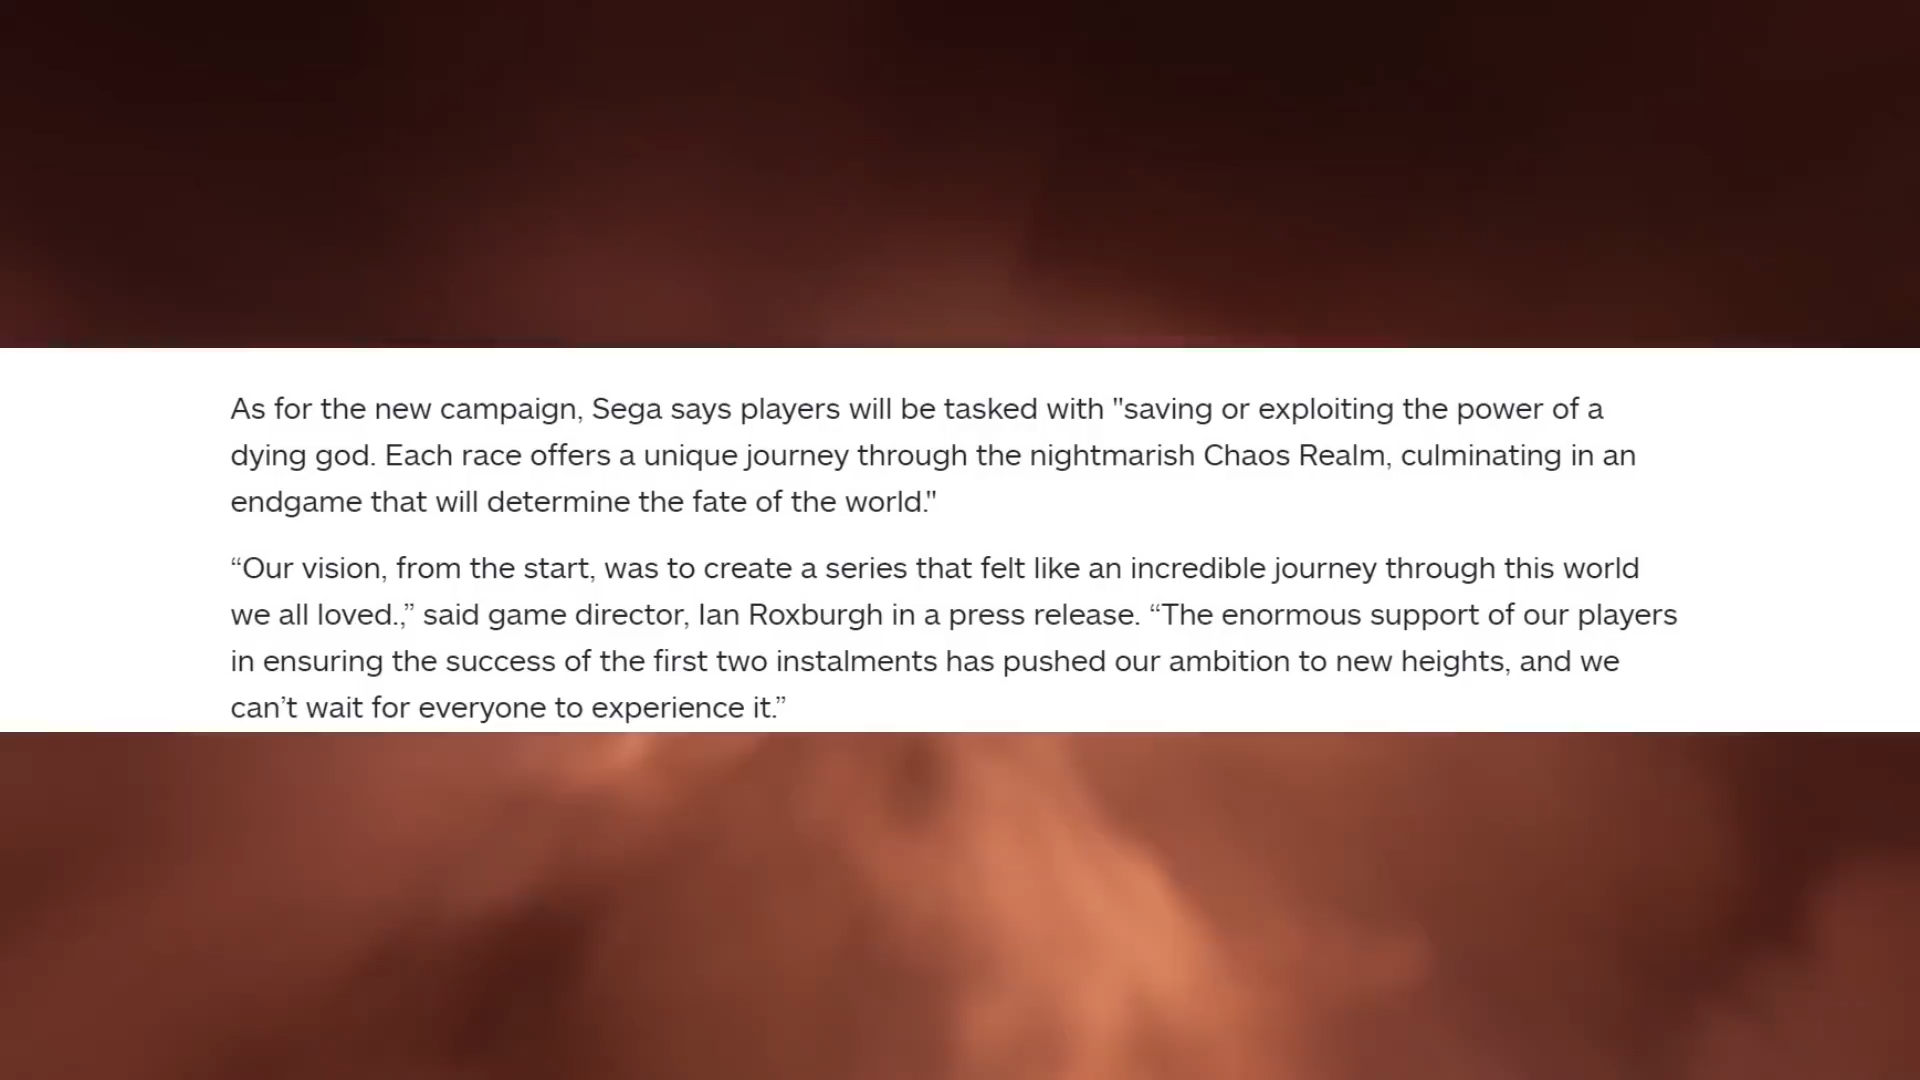 As for the new campaign, Sega says players will be tasked with "saving or exploiting the power of a
dying god. Each race offers a unique journey through the nightmarish Chaos Realm, culminating in an
endgame that will determine the fate of the world."
“Our vision, from the start, was to create a series that felt like an incredible journey through this world
we all loved.,” said game director, Ian Roxburgh in a press release. “The enormous support of our players
in ensuring the success of the first two instalments has pushed our ambition to new heights, and we
can’t wait for everyone to experience it.”